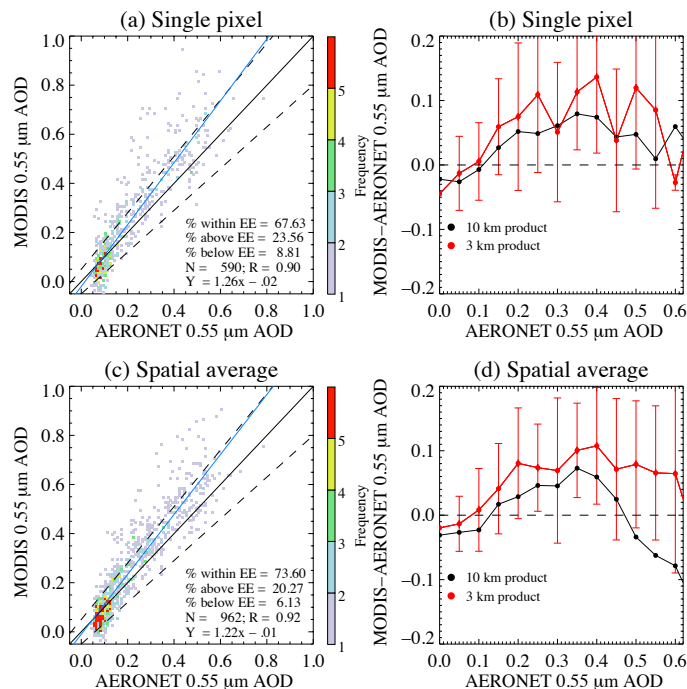 (a) Single pixel
MODIS 0.55 μm AOD
1.0
0.8
0.6
0.4
0.2
0.0
% within EE = 67.63
% above EE = 23.56
% below EE = 8.81
N = 590; R = 0.90
Y = 1.26x − .02
0.0 0.2 0.4 0.6 0.8 1.0
AERONET 0.55 μm AOD
Frequency
5
4
3
2
1
(b) Single pixel
MODIS−AERONET 0.55 μm AOD
0.2
0.1
0.0
−0.1
−0.2
10 km product
3 km product
0.0 0.1 0.2 0.3 0.4 0.5 0.6
AERONET 0.55 μm AOD
(c) Spatial average
MODIS 0.55 μm AOD
1.0
0.8
0.6
0.4
0.2
0.0
% within EE = 73.60
% above EE = 20.27
% below EE = 6.13
N = 962; R = 0.92
Y = 1.22x − .01
0.0 0.2 0.4 0.6 0.8 1.0
AERONET 0.55 μm AOD
Frequency
5
4
3
2
1
(d) Spatial average
MODIS−AERONET 0.55 μm AOD
0.2
0.1
0.0
−0.1
−0.2
10 km product
3 km product
0.0 0.1 0.2 0.3 0.4 0.5 0.6
AERONET 0.55 μm AOD